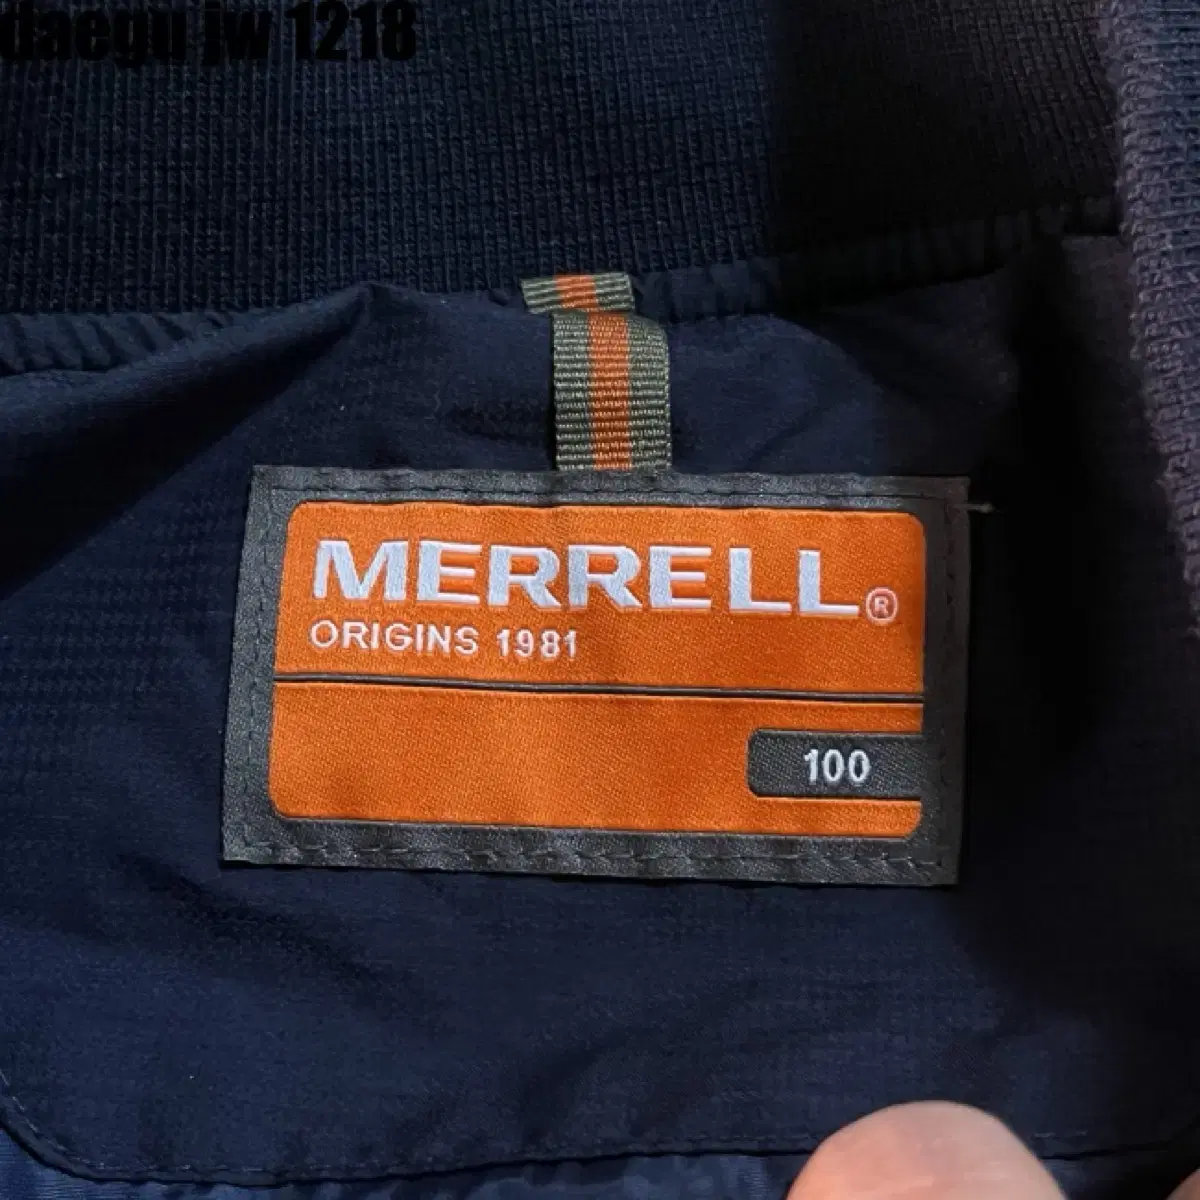 daegu jw 1218
MERRELL®
ORIGINS 1981
100